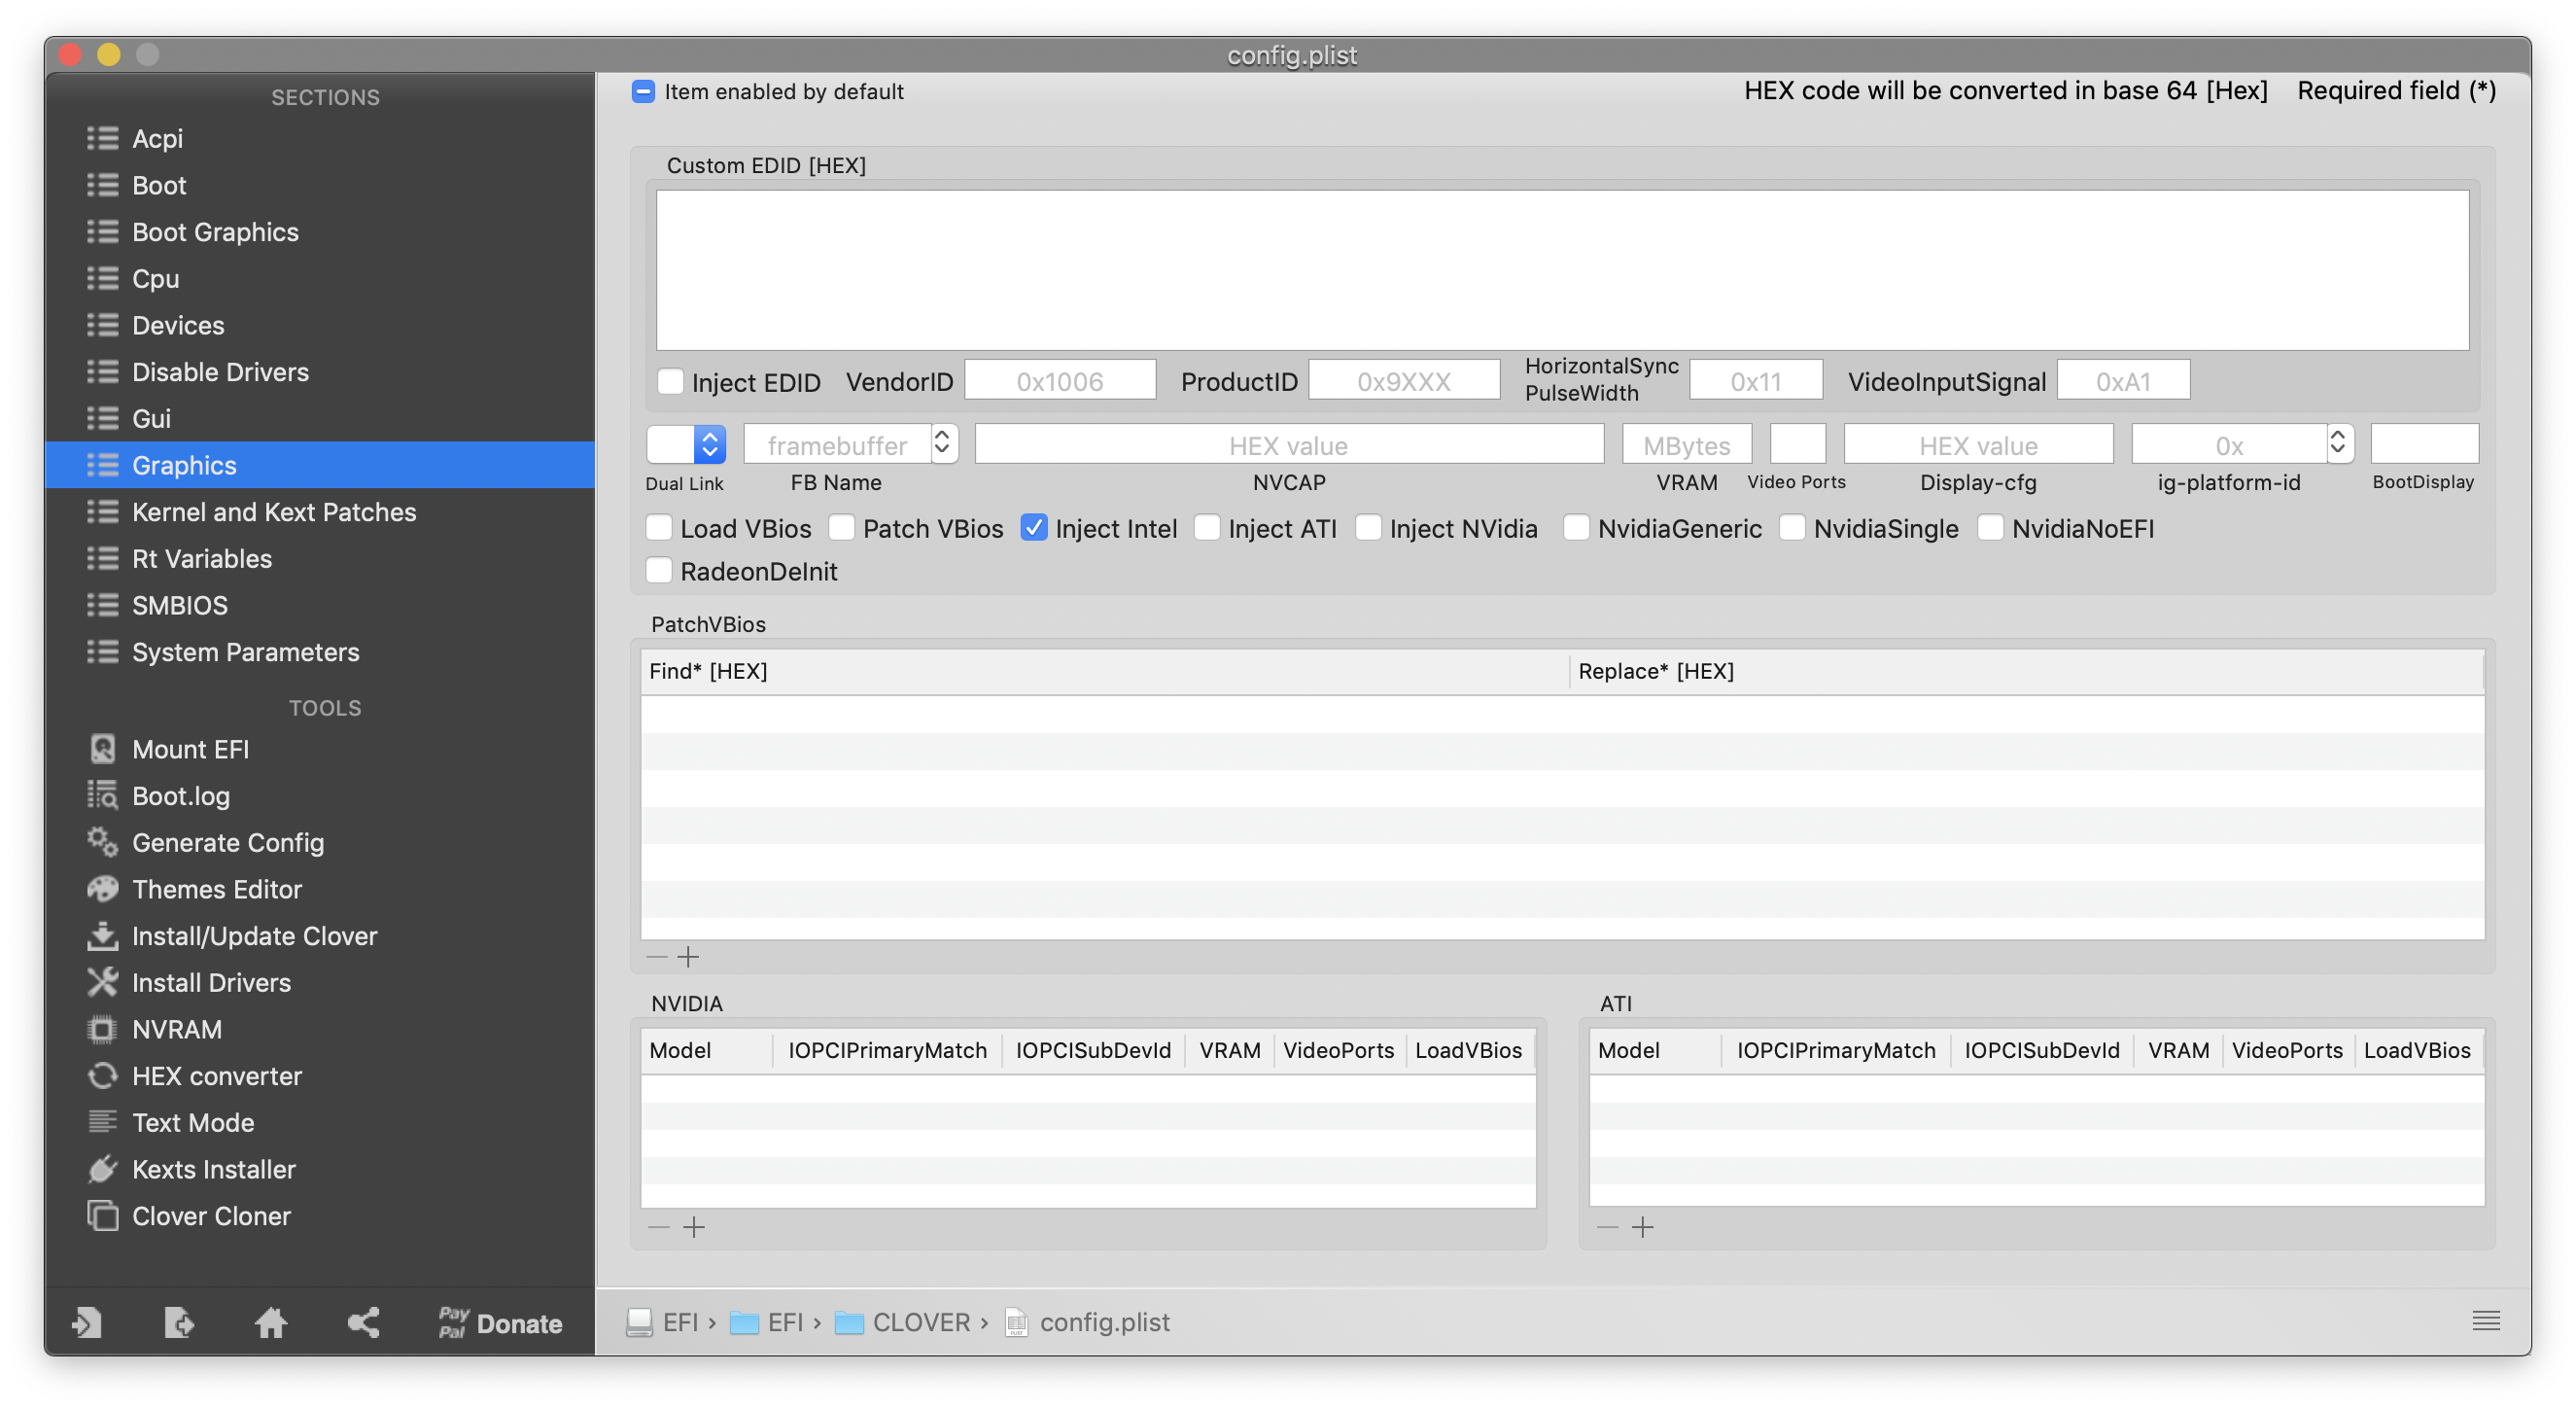 config.plist
SECTIONS
Acpi
Boot
Boot Graphics
Cpu
Devices
Disable Drivers
Gui
Graphics
Kernel and Kext Patches
Rt Variables
SMBIOS
System Parameters
TOOLS
Mount EFI
Boot.log
Generate Config
Themes Editor
Install/Update Clover
Install Drivers
NVRAM
HEX converter
Text Mode
Kexts Installer
Clover Cloner
Pay Pal Donate
Item enabled by default HEX code will be converted in base 64 [Hex] Required field (*)
Custom EDID [HEX]
Inject EDID VendorID 0x1006 ProductID 0x9XXX HorizontalSync PulseWidth 0x11 VideoInputSignal 0xA1
framebuffer HEX value MBytes HEX value 0x
Dual Link FB Name NVCAP VRAM Video Ports Display-cfg ig-platform-id BootDisplay
Load VBios Patch VBios Inject Intel Inject ATI Inject NVidia NvidiaGeneric NvidiaSingle NvidiaNoEFI
RadeonDeInit
PatchVBios
Find* [HEX] Replace* [HEX]
NVIDIA
Model IOPCIPrimaryMatch IOPCISubDevId VRAM VideoPorts LoadVBios
ATI
Model IOPCIPrimaryMatch IOPCISubDevId VRAM VideoPorts LoadVBios
EFI › EFI › CLOVER › config.plist